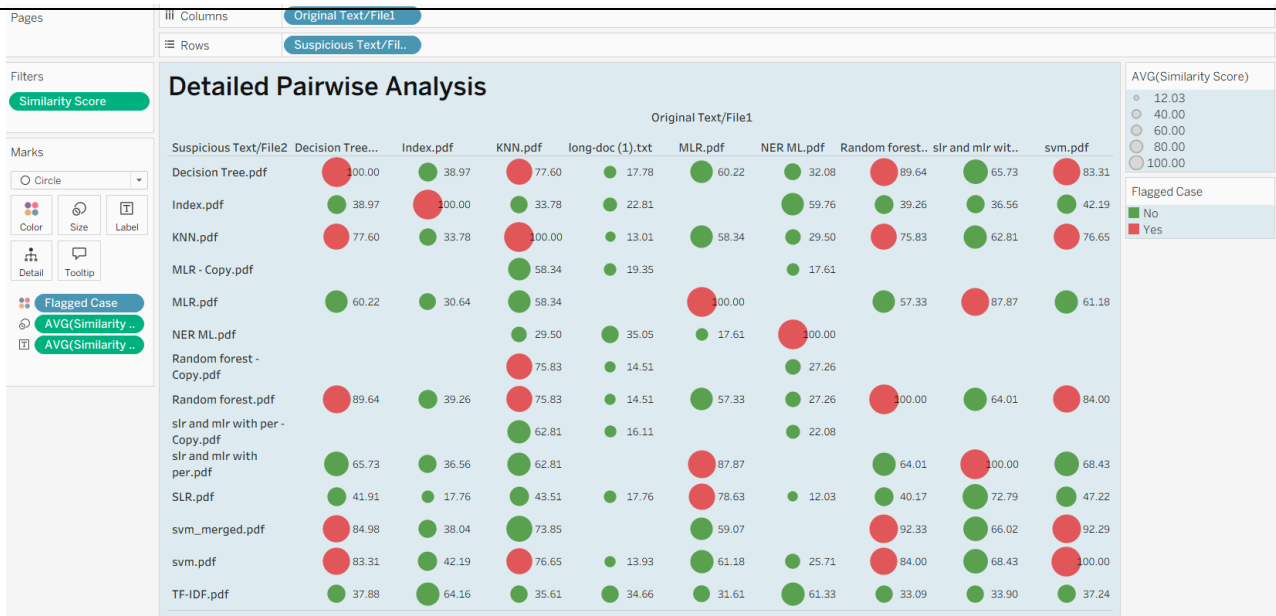 Pages
iii Columns
Original Text/File1
Rows
Suspicious Text/Fil..
Filters
Similarity Score
Marks
Circle
Color Size Label
Detail Tooltip
Flagged Case
AVG(Similarity ..
AVG(Similarity ..
Detailed Pairwise Analysis
Original Text/File1
Suspicious Text/File2 Decision Tree... Index.pdf KNN.pdf long-doc (1).txt MLR.pdf NER ML.pdf Random forest.. slr and mlr wit.. svm.pdf
Decision Tree.pdf 100.00 38.97 77.60 17.78 60.22 32.08 89.64 65.73 83.31
Index.pdf 38.97 100.00 33.78 22.81 59.76 39.26 36.56 42.19
KNN.pdf 77.60 33.78 100.00 13.01 58.34 29.50 75.83 62.81 76.65
MLR - Copy.pdf 58.34 19.35 17.61
MLR.pdf 60.22 30.64 58.34 100.00 57.33 87.87 61.18
NER ML.pdf 29.50 35.05 17.61 100.00
Random forest -
Copy.pdf 75.83 14.51 27.26
Random forest.pdf 89.64 39.26 75.83 14.51 57.33 27.26 100.00 64.01 84.00
slr and mlr with per -
Copy.pdf 62.81 16.11 22.08
slr and mlr with
per.pdf 65.73 36.56 62.81 87.87 64.01 100.00 68.43
SLR.pdf 41.91 17.76 43.51 17.76 78.63 12.03 40.17 72.79 47.22
svm_merged.pdf 84.98 38.04 73.85 59.07 92.33 66.02 92.29
svm.pdf 83.31 42.19 76.65 13.93 61.18 25.71 84.00 68.43 100.00
TF-IDF.pdf 37.88 64.16 35.61 34.66 31.61 61.33 33.09 33.90 37.24
AVG(Similarity Score)
12.03
40.00
60.00
80.00
100.00
Flagged Case
No
Yes